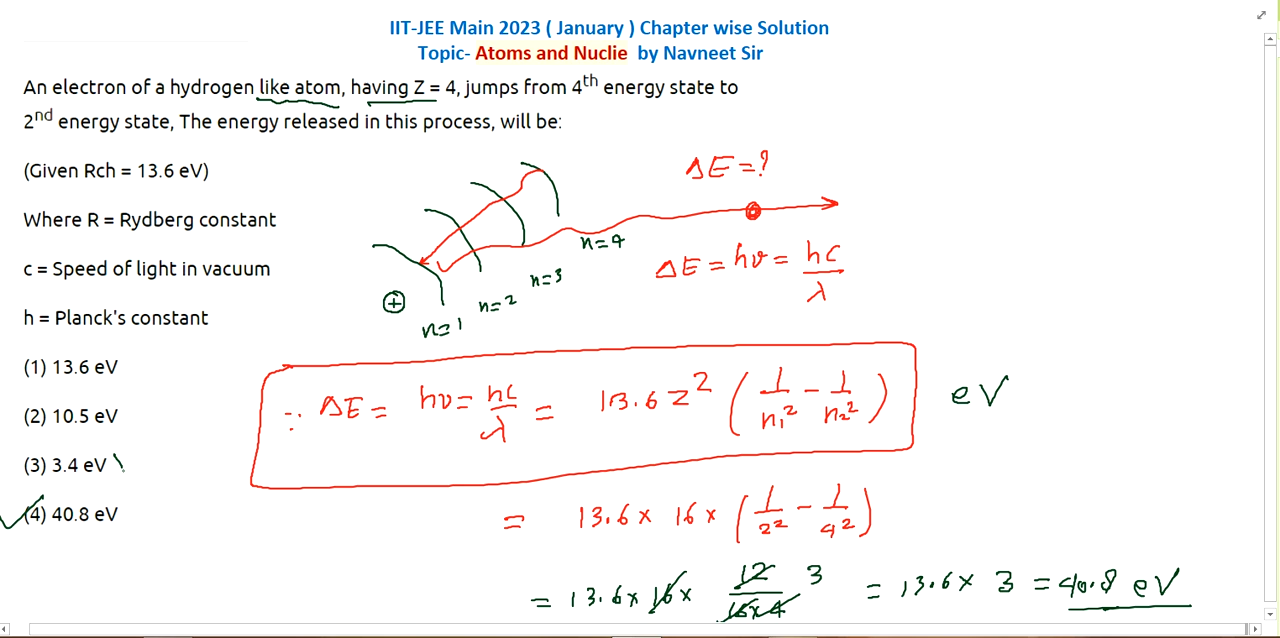 IIT-JEE Main 2023 ( January ) Chapter wise Solution
Topic- Atoms and Nuclie by Navneet Sir
An electron of a hydrogen like atom, having Z = 4, jumps from 4th energy state to
2nd energy state, The energy released in this process, will be:
(Given Rch = 13.6 eV)
Where R = Rydberg constant
c = Speed of light in vacuum
h = Planck's constant
(1) 13.6 eV
(2) 10.5 eV
(3) 3.4 eV
(4) 40.8 eV
n=1
n=2
n=3
n=4
ΔE = ?
ΔE = hν = hc/λ
∵ ΔE = hν = hc/λ = 13.6 Z² (1/n₁² - 1/n₂²) eV
= 13.6 × 16 × (1/2² - 1/4²)
= 13.6 × 16 × 12/(16×4) 3 = 13.6 × 3 = 40.8 eV